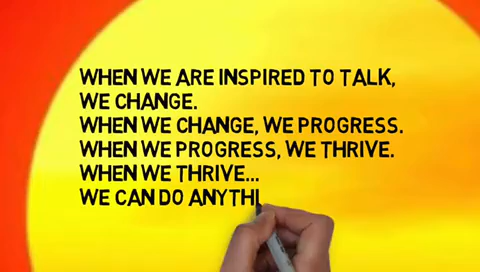 WHEN WE ARE INSPIRED TO TALK,
WE CHANGE.
WHEN WE CHANGE, WE PROGRESS.
WHEN WE PROGRESS, WE THRIVE.
WHEN WE THRIVE...
WE CAN DO ANYTHI